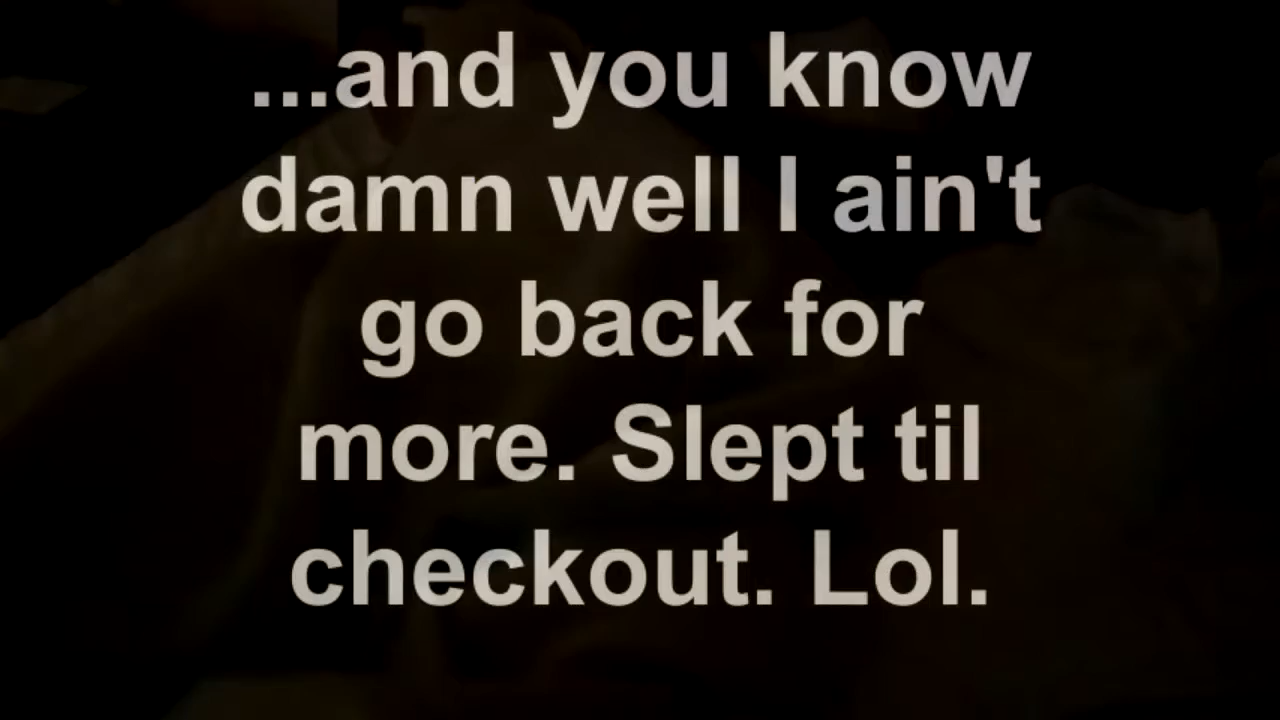 ...and you know
damn well I ain't
go back for
more. Slept til
checkout. Lol.